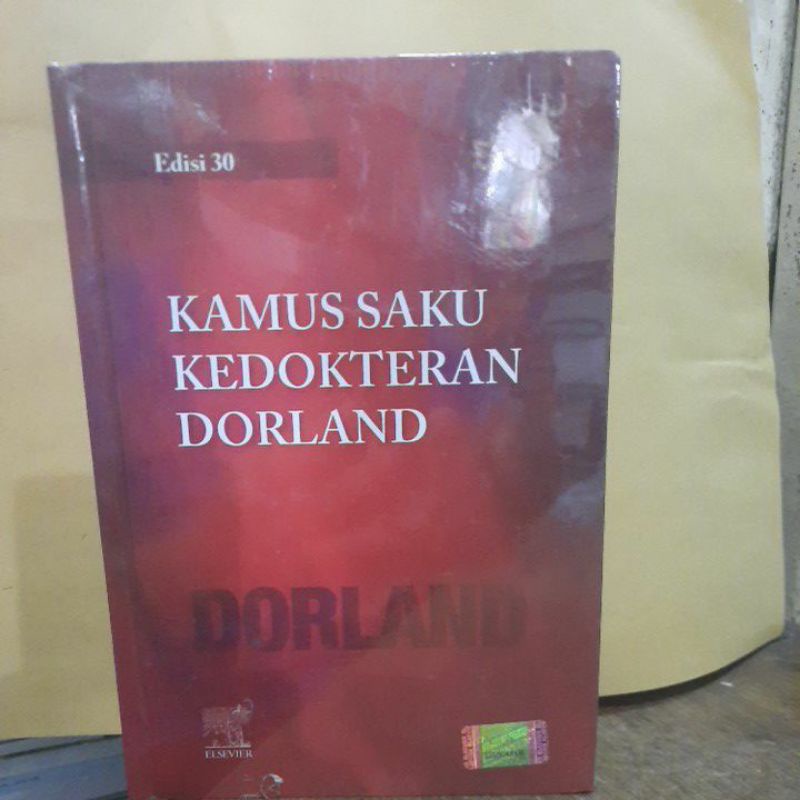 Edisi 30
KAMUS SAKU
KEDOKTERAN
DORLAND
DORLAND
ELSEVIER